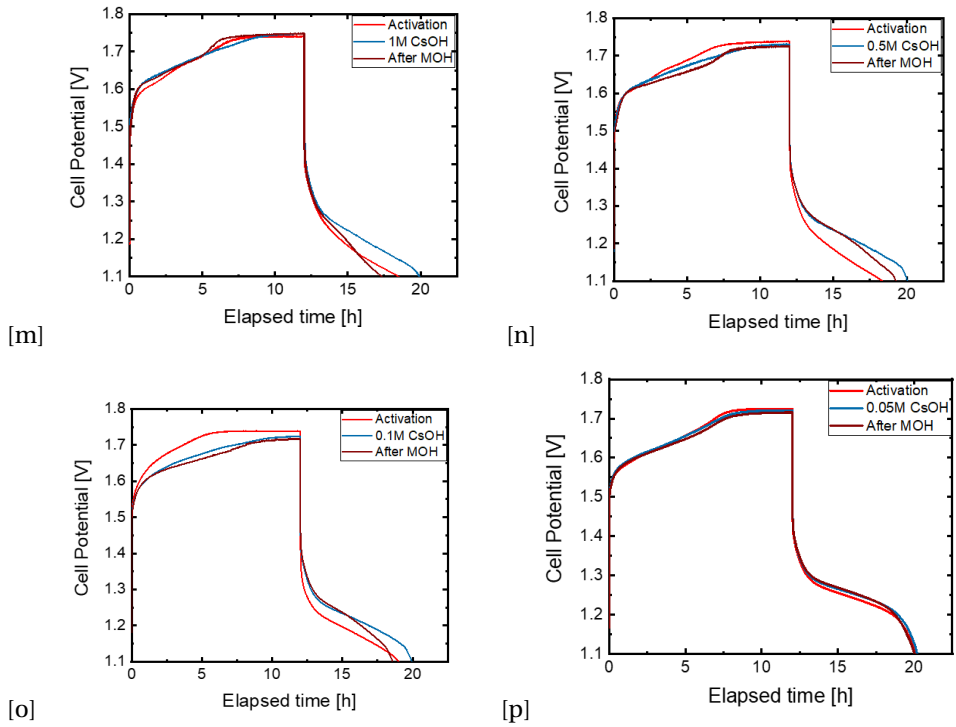 1.8
1.7
1.6
1.5
1.4
1.3
1.2
1.1
Cell Potential [V]
0 5 10 15 20
Elapsed time [h]
Activation
1M CsOH
After MOH
[m]
1.8
1.7
1.6
1.5
1.4
1.3
1.2
1.1
Cell Potential [V]
0 5 10 15 20
Elapsed time [h]
Activation
0.5M CsOH
After MOH
[n]
1.8
1.7
1.6
1.5
1.4
1.3
1.2
1.1
Cell Potential [V]
0 5 10 15 20
Elapsed time [h]
Activation
0.1M CsOH
After MOH
[o]
1.8
1.7
1.6
1.5
1.4
1.3
1.2
1.1
Cell Potential [V]
0 5 10 15 20
Elapsed time [h]
Activation
0.05M CsOH
After MOH
[p]